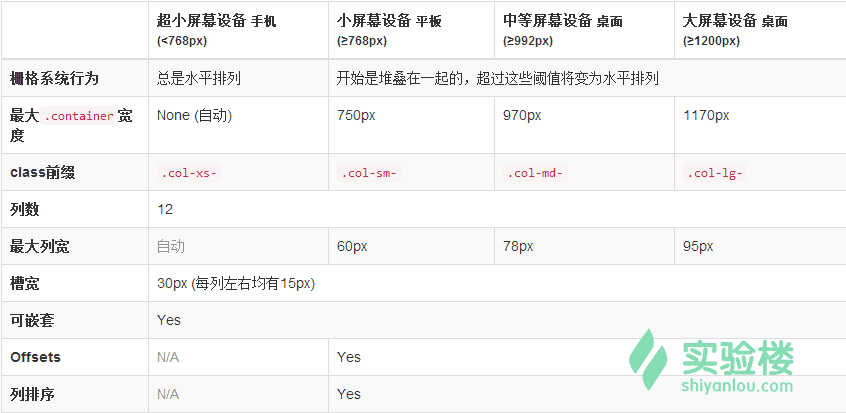 超小屏幕设备 手机 小屏幕设备 平板 中等屏幕设备 桌面 大屏幕设备 桌面
(<768px) (≥768px) (≥992px) (≥1200px)
栅格系统行为 总是水平排列 开始是堆叠在一起的，超过这些阈值将变为水平排列
最大 .container 宽 None (自动) 750px 970px 1170px
度
class前缀 .col-xs- .col-sm- .col-md- .col-lg-
列数 12
最大列宽 自动 60px 78px 95px
槽宽 30px (每列左右均有15px)
可嵌套 Yes
Offsets N/A Yes
列排序 N/A Yes
实验楼
shiyanlou.com